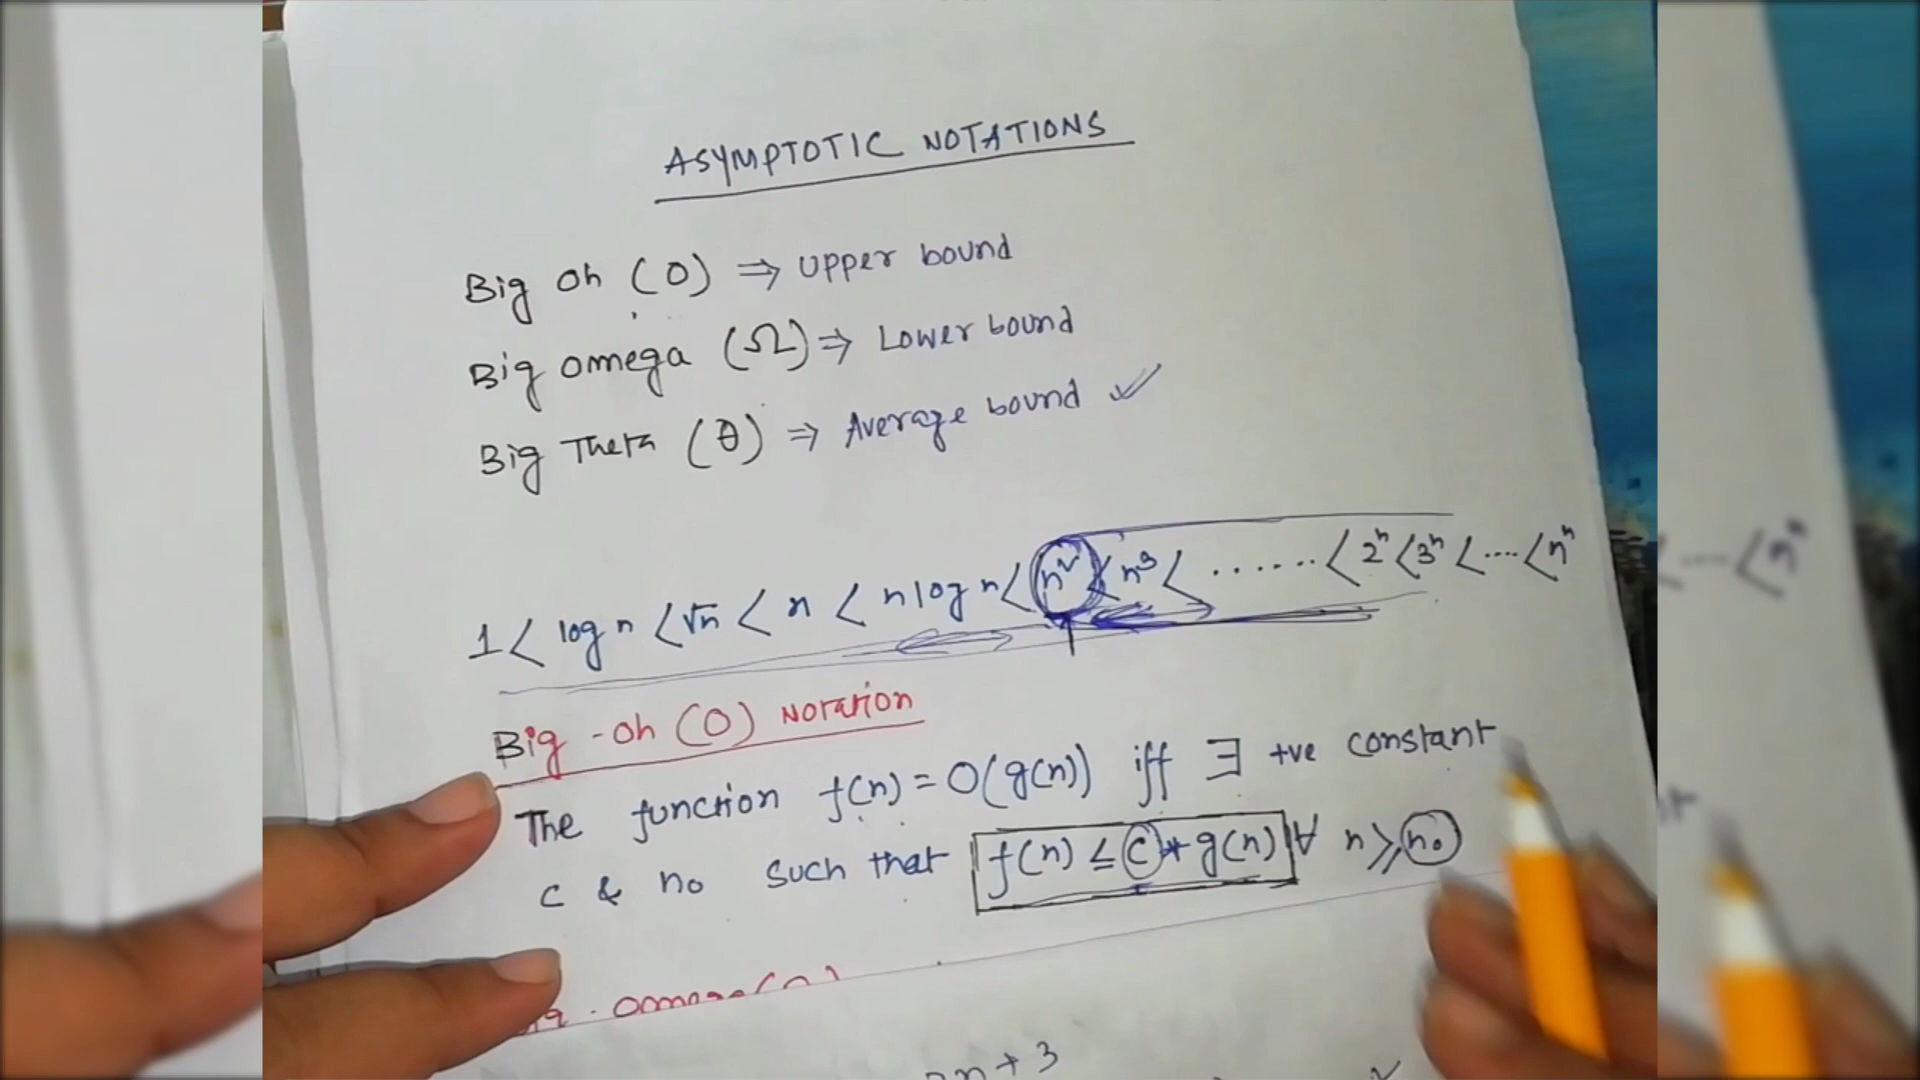 ASYMPTOTIC NOTATIONS
Big Oh (O) ⇒ Upper bound
Big Omega (Ω) ⇒ Lower bound
Big Theta (θ) ⇒ Average bound ✓
1 < log n < √n < n < n log n < n² < n³ < ...... < 2ⁿ < 3ⁿ < .... < nⁿ
Big - Oh (O) Notation
The function f(n) = O(g(n)) iff ∃ +ve constant
c & n₀ such that f(n) ≤ c * g(n) ∀ n ≥ n₀
n + 3